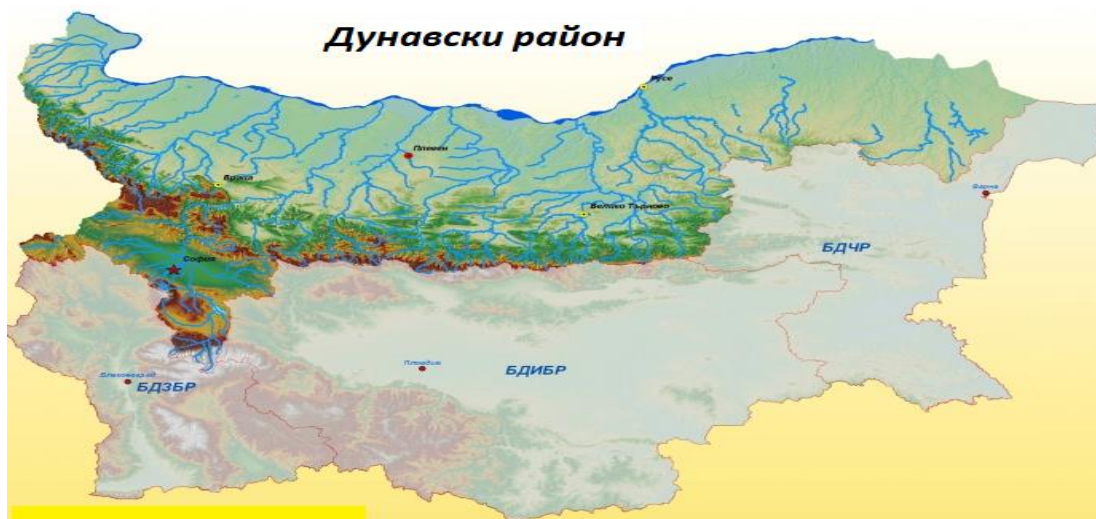 Дунавски район
Русе
Плевен
Враца
Варна
Велико Търново
БДЧР
София
Пловдив
БДИБР
Благоевград
БДЗБР